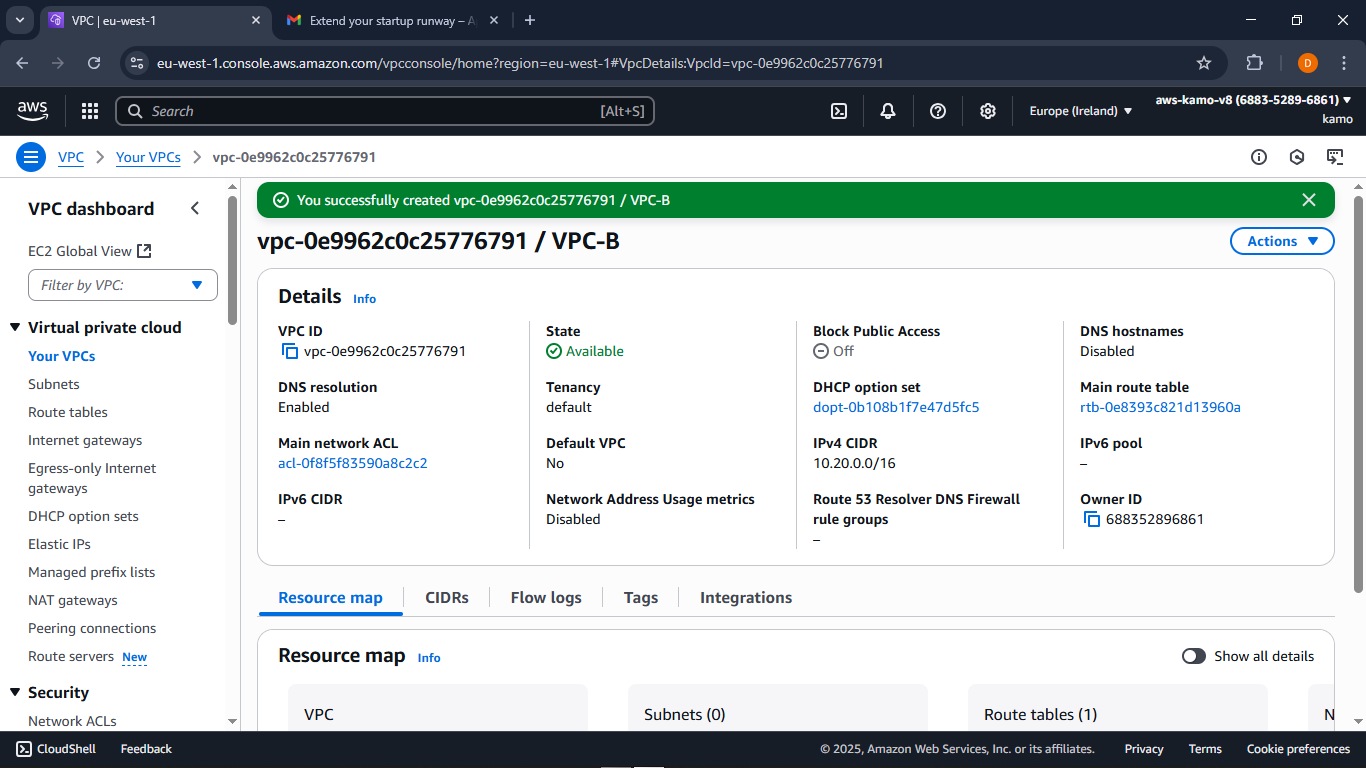 VPC | eu-west-1
Extend your startup runway – A
eu-west-1.console.aws.amazon.com/vpcconsole/home?region=eu-west-1#VpcDetails:VpcId=vpc-0e9962c0c25776791
D
aws
Search
[Alt+S]
Europe (Ireland)
aws-kamo-v8 (6883-5289-6861)
kamo
VPC
Your VPCs
vpc-0e9962c0c25776791
VPC dashboard
EC2 Global View
Filter by VPC:
Virtual private cloud
Your VPCs
Subnets
Route tables
Internet gateways
Egress-only Internet
gateways
DHCP option sets
Elastic IPs
Managed prefix lists
NAT gateways
Peering connections
Route servers New
Security
Network ACLs
You successfully created vpc-0e9962c0c25776791 / VPC-B
vpc-0e9962c0c25776791 / VPC-B
Actions
Details Info
VPC ID
vpc-0e9962c0c25776791
State
Available
Block Public Access
Off
DNS hostnames
Disabled
DNS resolution
Enabled
Tenancy
default
DHCP option set
dopt-0b108b1f7e47d5fc5
Main route table
rtb-0e8393c821d13960a
Main network ACL
acl-0f8f5f83590a8c2c2
Default VPC
No
IPv4 CIDR
10.20.0.0/16
IPv6 pool
–
IPv6 CIDR
–
Network Address Usage metrics
Disabled
Route 53 Resolver DNS Firewall
rule groups
–
Owner ID
688352896861
Resource map
CIDRs
Flow logs
Tags
Integrations
Resource map Info
Show all details
VPC
Subnets (0)
Route tables (1)
N
CloudShell
Feedback
© 2025, Amazon Web Services, Inc. or its affiliates.
Privacy
Terms
Cookie preferences